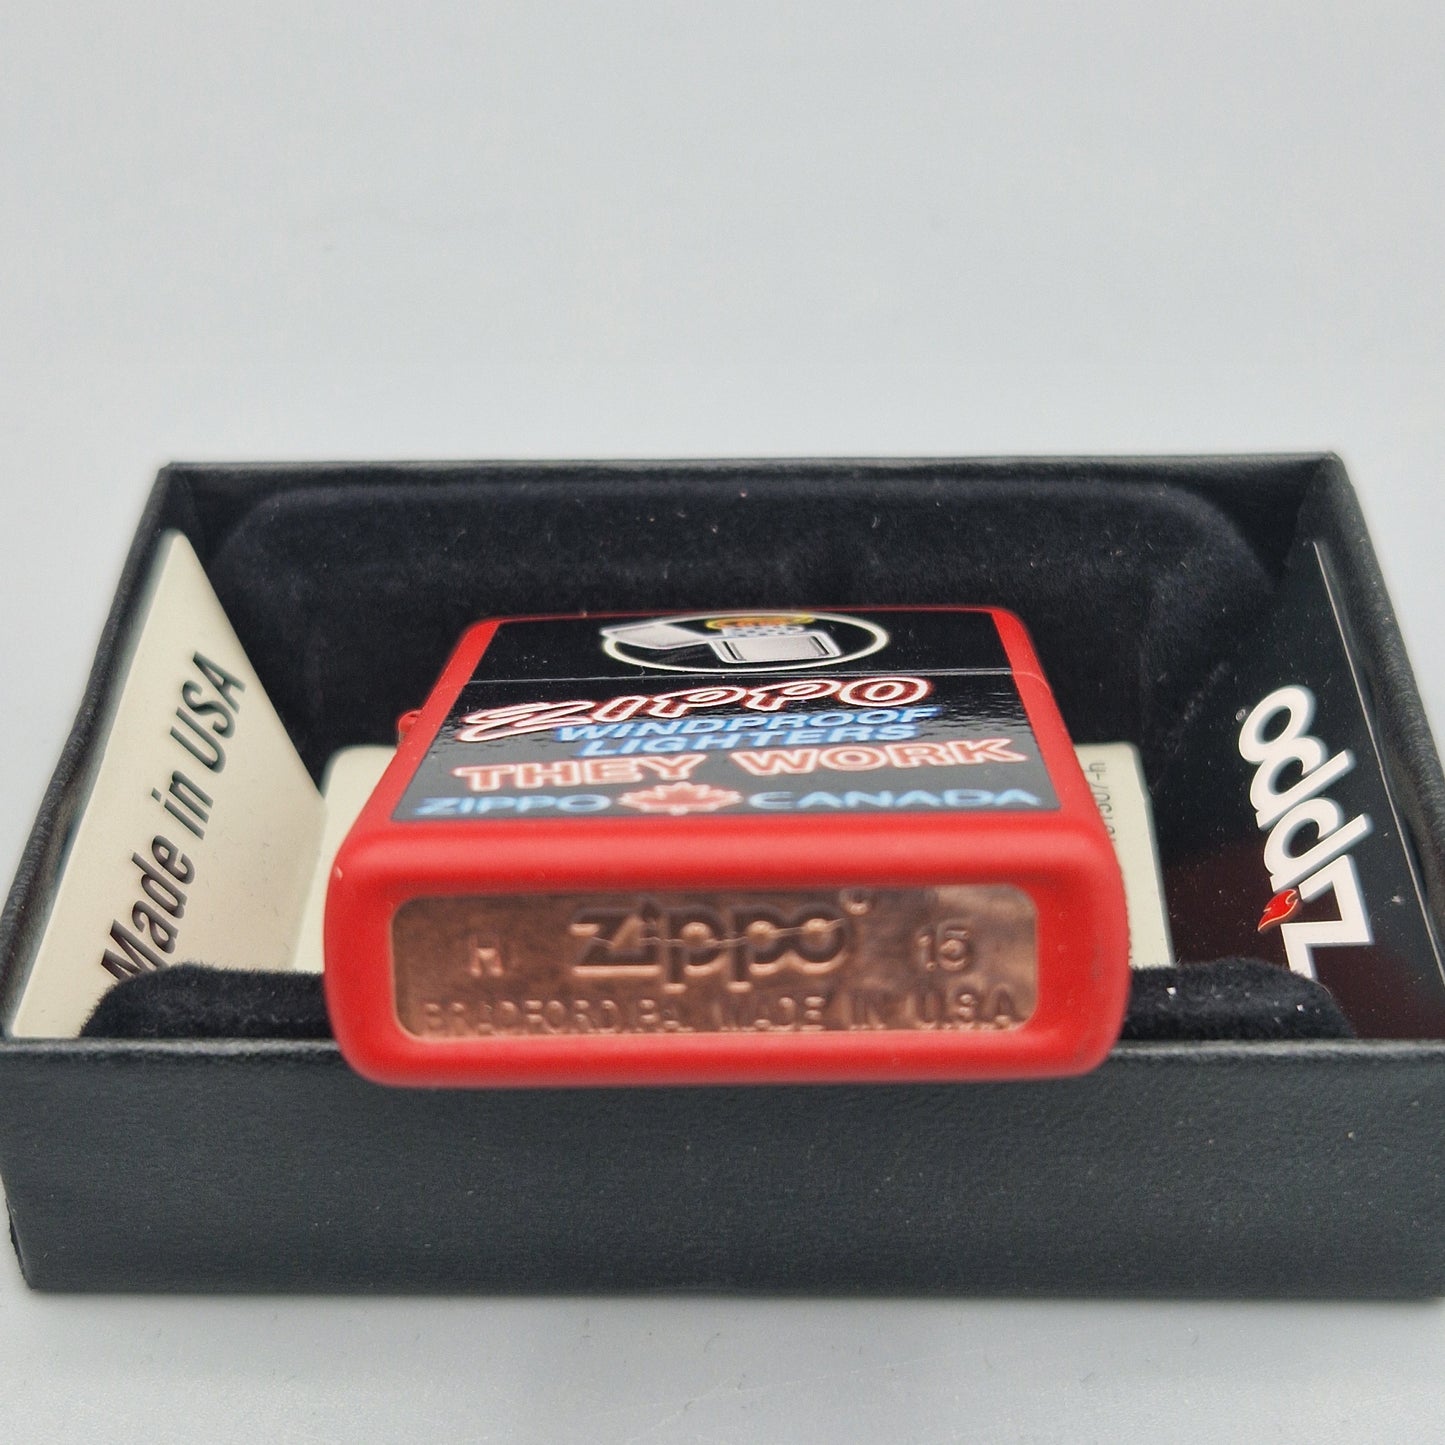 Made in USA
ZIPPO
WINDPROOF
LIGHTERS
THEY WORK
ZIPPO CANADA
zippo
H zippo 15
BRADFORD, PA. MADE IN U.S.A.